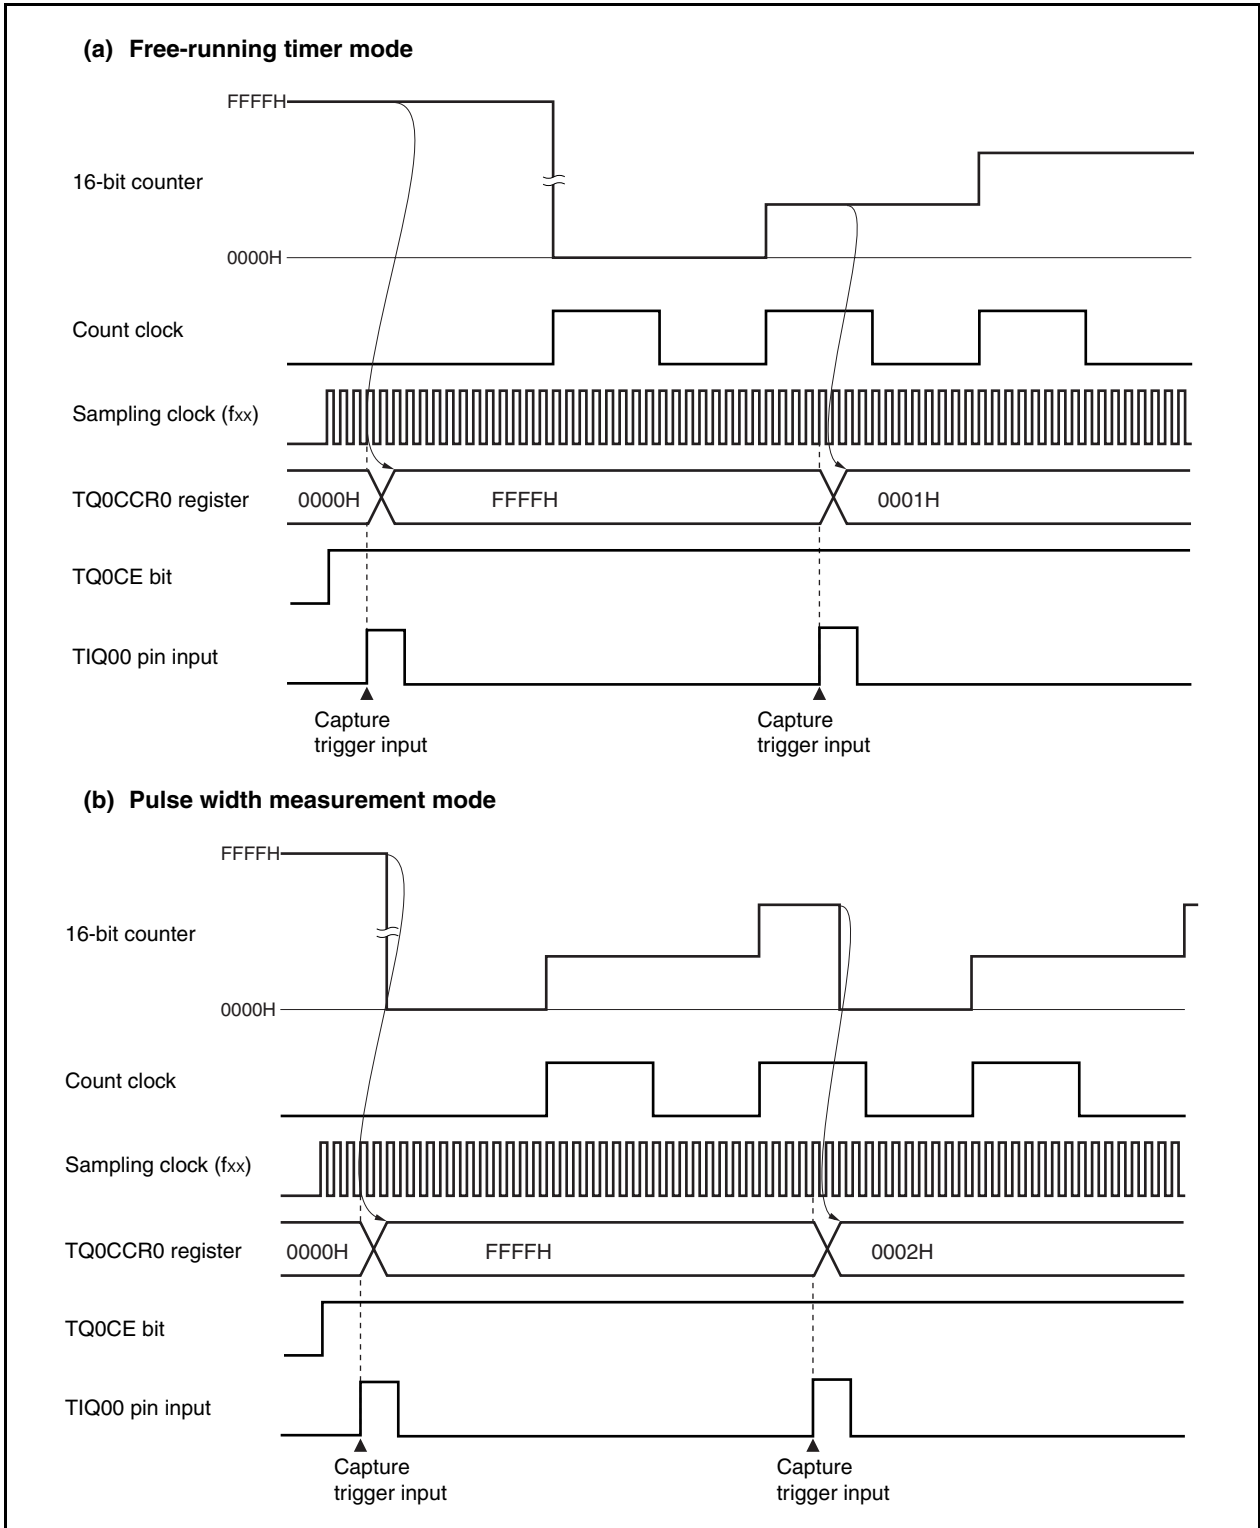 (a) Free-running timer mode
FFFFH
16-bit counter
0000H
Count clock
Sampling clock (fxx)
TQ0CCR0 register
0000H
FFFFH
0001H
TQ0CE bit
TIQ00 pin input
Capture
trigger input
Capture
trigger input
(b) Pulse width measurement mode
FFFFH
16-bit counter
0000H
Count clock
Sampling clock (fxx)
TQ0CCR0 register
0000H
FFFFH
0002H
TQ0CE bit
TIQ00 pin input
Capture
trigger input
Capture
trigger input